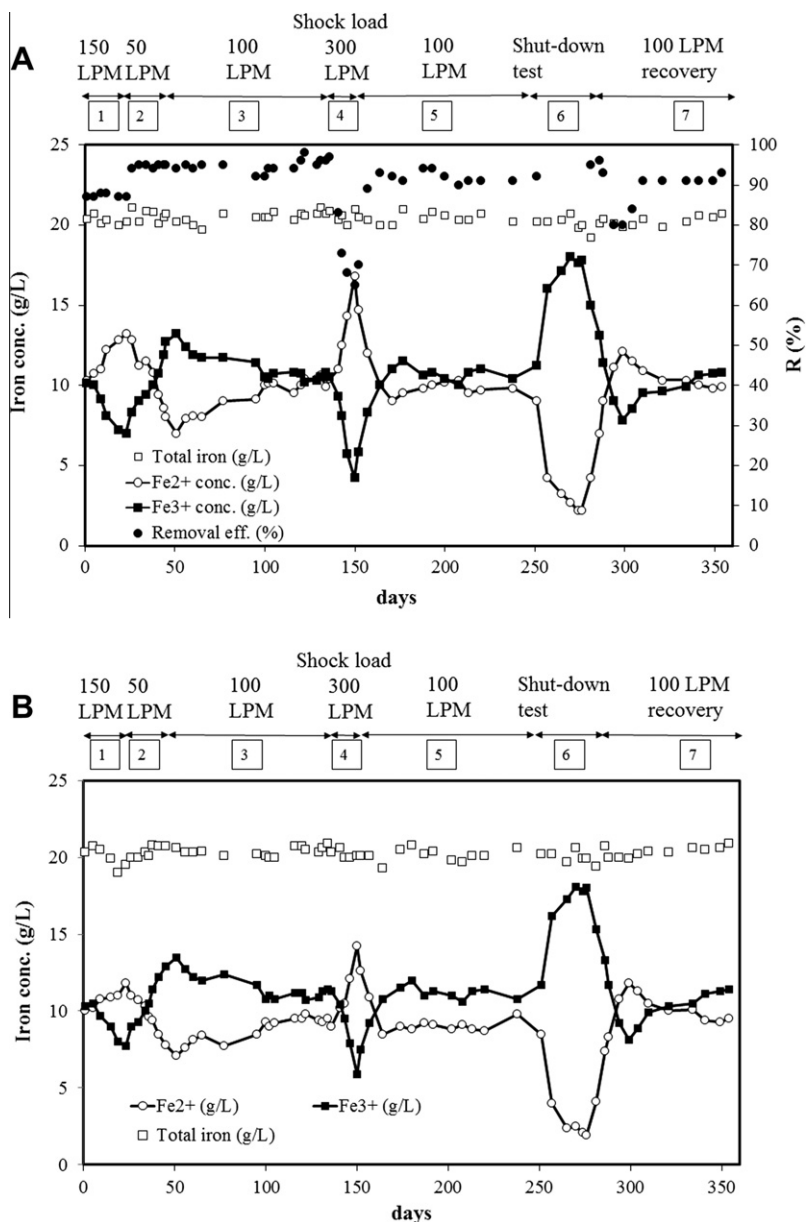 Shock load
A
150 50 100 300 100 Shut-down 100 LPM
LPM LPM LPM LPM LPM test recovery
1 2 3 4 5 6 7
25 100
90
20 80
70
15 60
50
10 40
30
5 20
10
0 0
Iron conc. (g/L)
R (%)
Total iron (g/L)
Fe2+ conc. (g/L)
Fe3+ conc. (g/L)
Removal eff. (%)
0 50 100 150 200 250 300 350
days
Shock load
B
150 50 100 300 100 Shut-down 100 LPM
LPM LPM LPM LPM LPM test recovery
1 2 3 4 5 6 7
25
20
15
10
5
0
Iron conc. (g/L)
Fe2+ (g/L) Fe3+ (g/L)
Total iron (g/L)
0 50 100 150 200 250 300 350
days